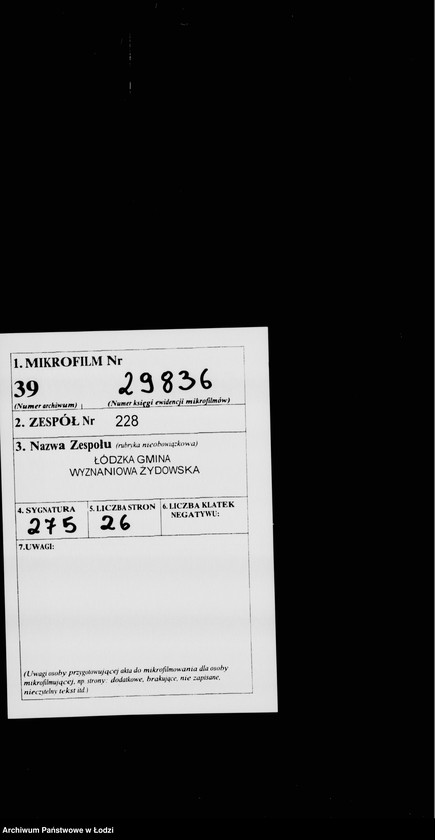 1. MIKROFILM Nr
39 29836
(Numer archiwum) (Numer księgi ewidencji mikrofilmów)
2. ZESPÓŁ Nr 228
3. Nazwa Zespołu (rubryka nieobowiązkowa)
ŁÓDZKA GMINA
WYZNANIOWA ŻYDOWSKA
4. SYGNATURA 5. LICZBA STRON 6. LICZBA KLATEK
NEGATYWU:
275 26
7. UWAGI:
(Uwagi osoby przygotowującej akta do mikrofilmowania dla osoby
mikrofilmującej, np. strony: dodatkowe, brakujące, nie zapisane,
nieczytelny tekst itd.)
Archiwum Państwowe w Łodzi